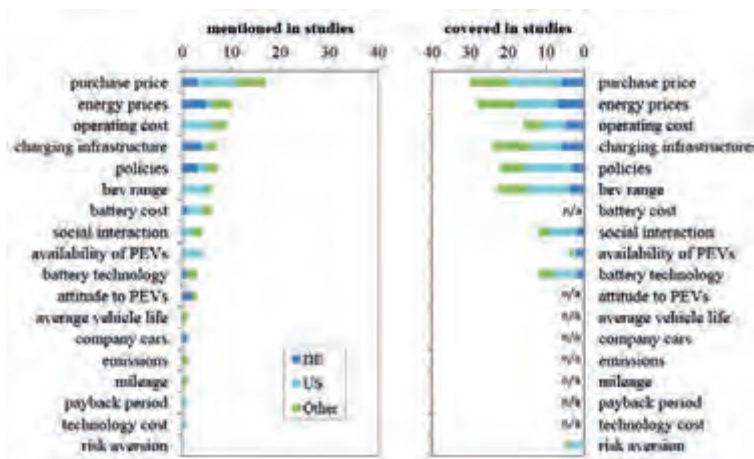 mentioned in studies covered in studies
0 10 20 30 40 40 30 20 10 0
purchase price purchase price
energy prices energy prices
operating cost operating cost
charging infrastructure charging infrastructure
policies policies
bev range bev range
battery cost n/a battery cost
social interaction social interaction
availability of PEVs availability of PEVs
battery technology battery technology
attitude to PEVs n/a attitude to PEVs
average vehicle life n/a average vehicle life
company cars DE n/a company cars
emissions US n/a emissions
mileage n/a mileage
payback period Other n/a payback period
technology cost n/a technology cost
risk aversion risk aversion